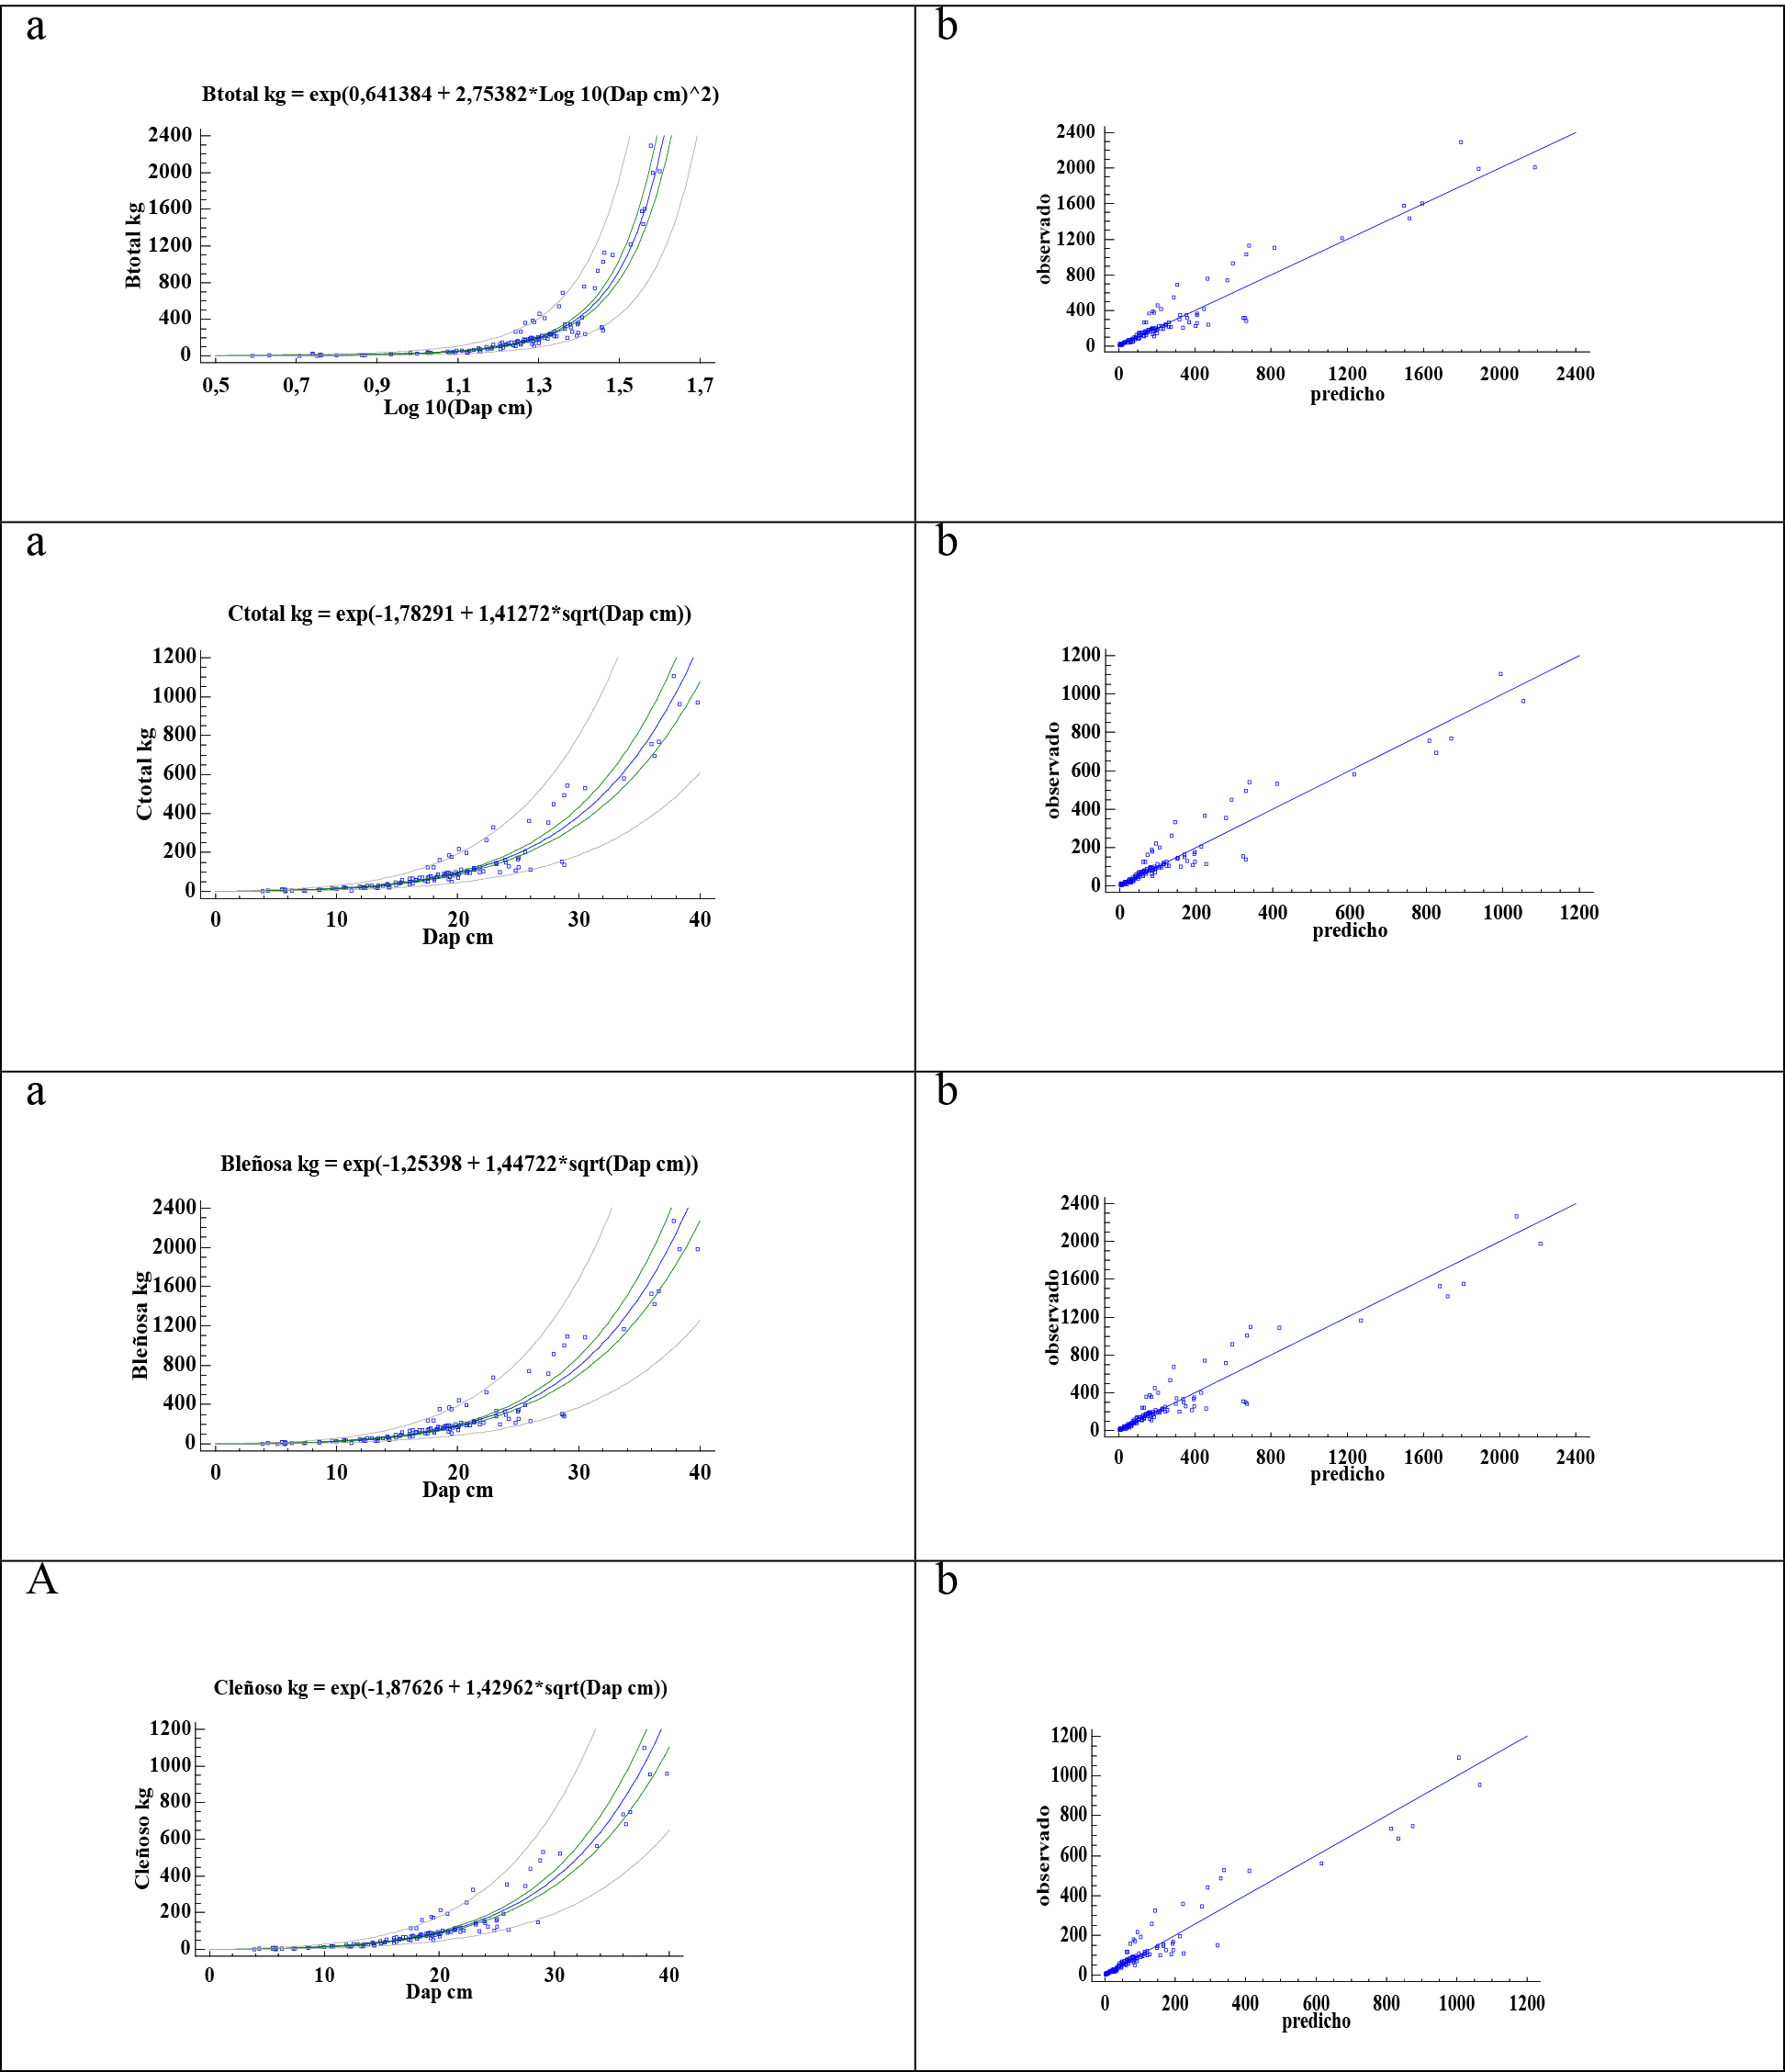 a
Btotal kg = exp(0,641384 + 2,75382*Log 10(Dap cm)^2)
Btotal kg
2400
2000
1600
1200
800
400
0
0,5 0,7 0,9 1,1 1,3 1,5 1,7
Log 10(Dap cm)
b
observado
2400
2000
1600
1200
800
400
0
0 400 800 1200 1600 2000 2400
predicho
a
Ctotal kg = exp(-1,78291 + 1,41272*sqrt(Dap cm))
Ctotal kg
1200
1000
800
600
400
200
0
0 10 20 30 40
Dap cm
b
observado
1200
1000
800
600
400
200
0
0 200 400 600 800 1000 1200
predicho
a
Bleñosa kg = exp(-1,25398 + 1,44722*sqrt(Dap cm))
Bleñosa kg
2400
2000
1600
1200
800
400
0
0 10 20 30 40
Dap cm
b
observado
2400
2000
1600
1200
800
400
0
0 400 800 1200 1600 2000 2400
predicho
A
Cleñoso kg = exp(-1,87626 + 1,42962*sqrt(Dap cm))
Cleñoso kg
1200
1000
800
600
400
200
0
0 10 20 30 40
Dap cm
b
observado
1200
1000
800
600
400
200
0
0 200 400 600 800 1000 1200
predicho